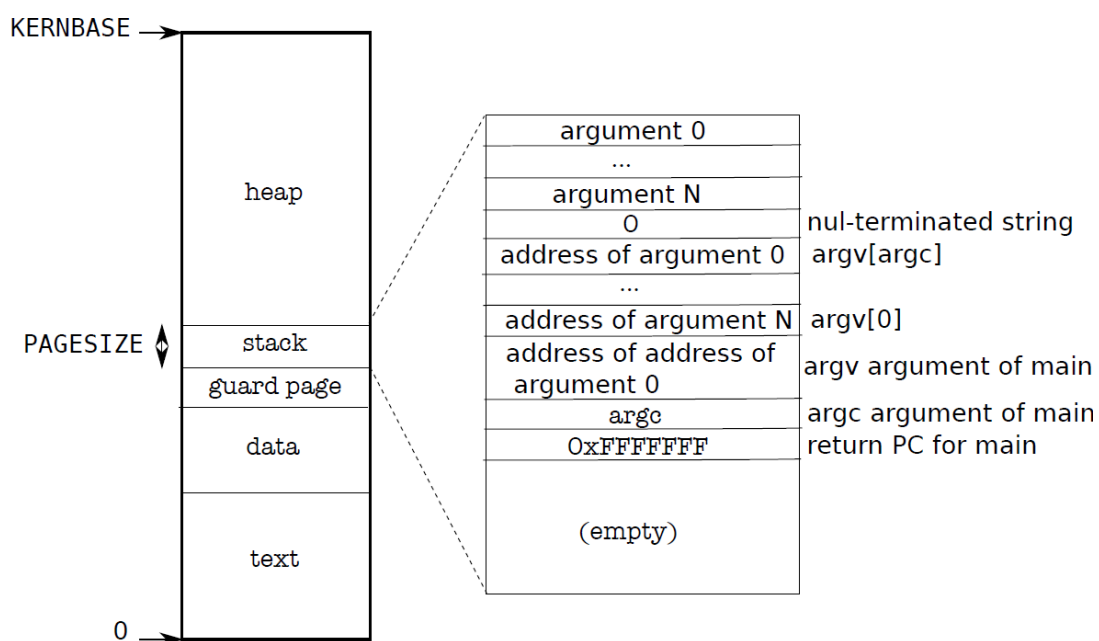 KERNBASE
heap
PAGESIZE
stack
guard page
data
text
0
argument 0
...
argument N
0
nul-terminated string
address of argument 0
argv[argc]
...
address of argument N
argv[0]
address of address of
argument 0
argv argument of main
argc
argc argument of main
0xFFFFFFF
return PC for main
(empty)